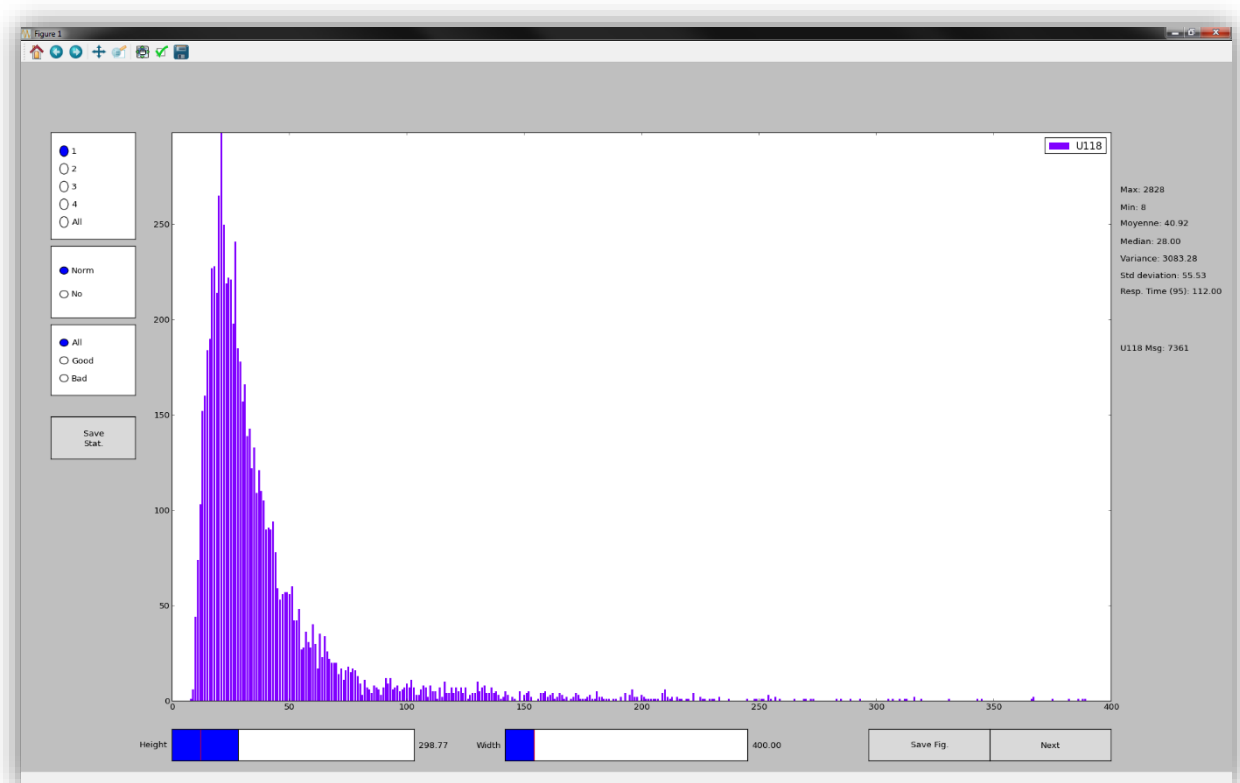 Figure 1
1
2
3
4
All
Norm
No
All
Good
Bad
Save
Stat.
250
200
150
100
50
0
0 50 100 150 200 250 300 350 400
U118
Max: 2828
Min: 8
Moyenne: 40.92
Median: 28.00
Variance: 3083.28
Std deviation: 55.53
Resp. Time (95): 112.00
U118 Msg: 7361
Height 298.77 Width 400.00 Save Fig. Next